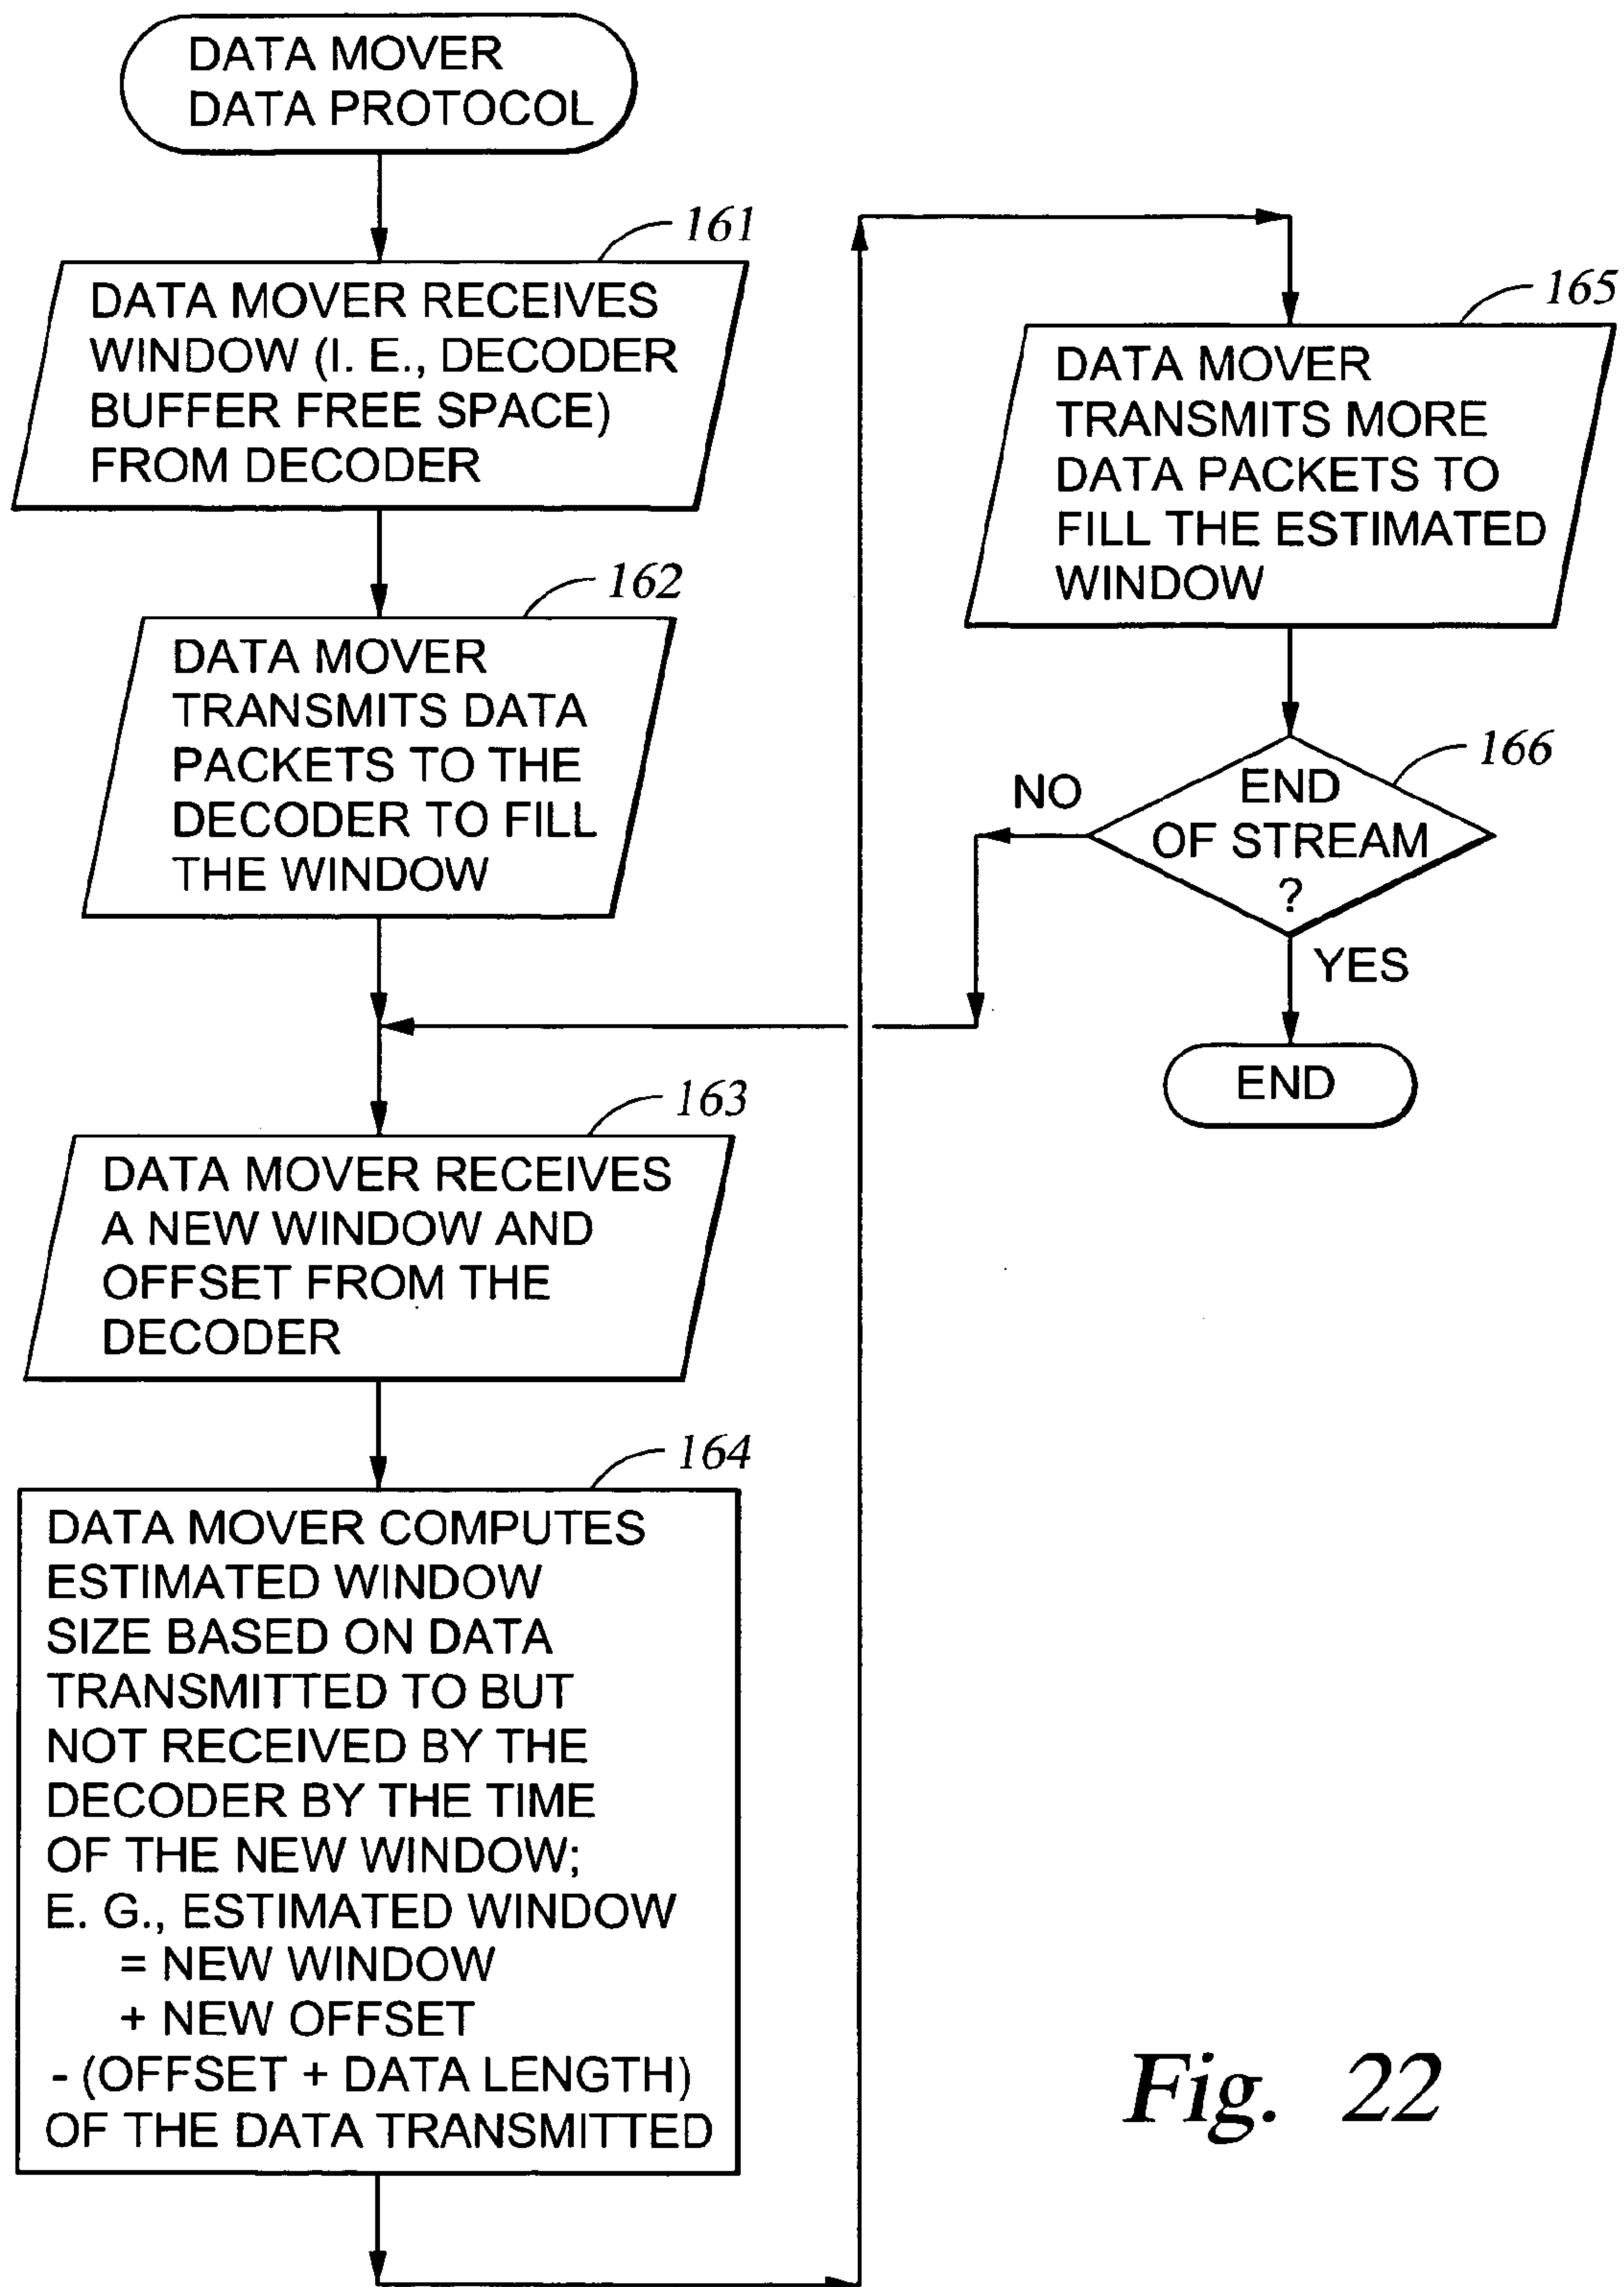 DATA MOVER
DATA PROTOCOL
161
DATA MOVER RECEIVES
WINDOW (I. E., DECODER
BUFFER FREE SPACE)
FROM DECODER
162
DATA MOVER
TRANSMITS DATA
PACKETS TO THE
DECODER TO FILL
THE WINDOW
163
DATA MOVER RECEIVES
A NEW WINDOW AND
OFFSET FROM THE
DECODER
164
DATA MOVER COMPUTES
ESTIMATED WINDOW
SIZE BASED ON DATA
TRANSMITTED TO BUT
NOT RECEIVED BY THE
DECODER BY THE TIME
OF THE NEW WINDOW;
E. G., ESTIMATED WINDOW
= NEW WINDOW
+ NEW OFFSET
- (OFFSET + DATA LENGTH)
OF THE DATA TRANSMITTED
165
DATA MOVER
TRANSMITS MORE
DATA PACKETS TO
FILL THE ESTIMATED
WINDOW
166
END
OF STREAM
?
NO
YES
END
Fig. 22